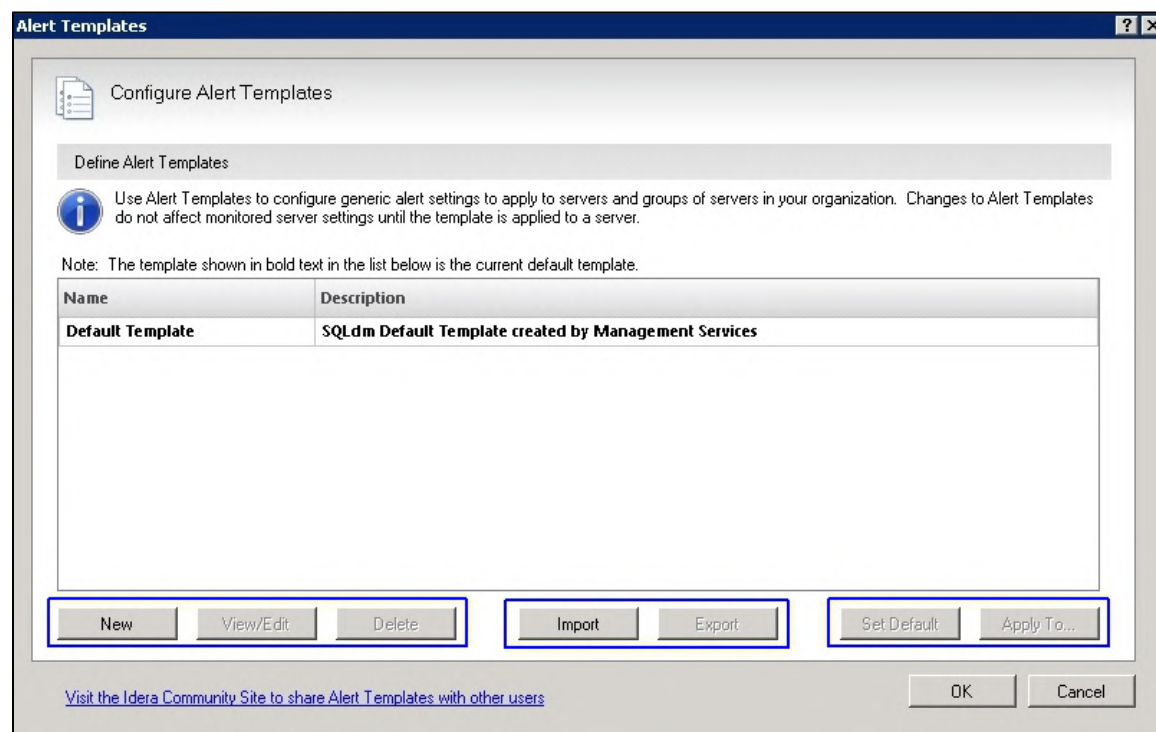 Alert Templates
Configure Alert Templates
Define Alert Templates
Use Alert Templates to configure generic alert settings to apply to servers and groups of servers in your organization. Changes to Alert Templates
do not affect monitored server settings until the template is applied to a server.
Note: The template shown in bold text in the list below is the current default template.
Name Description
Default Template SQLdm Default Template created by Management Services
New View/Edit Delete Import Export Set Default Apply To...
Visit the Idera Community Site to share Alert Templates with other users
OK Cancel